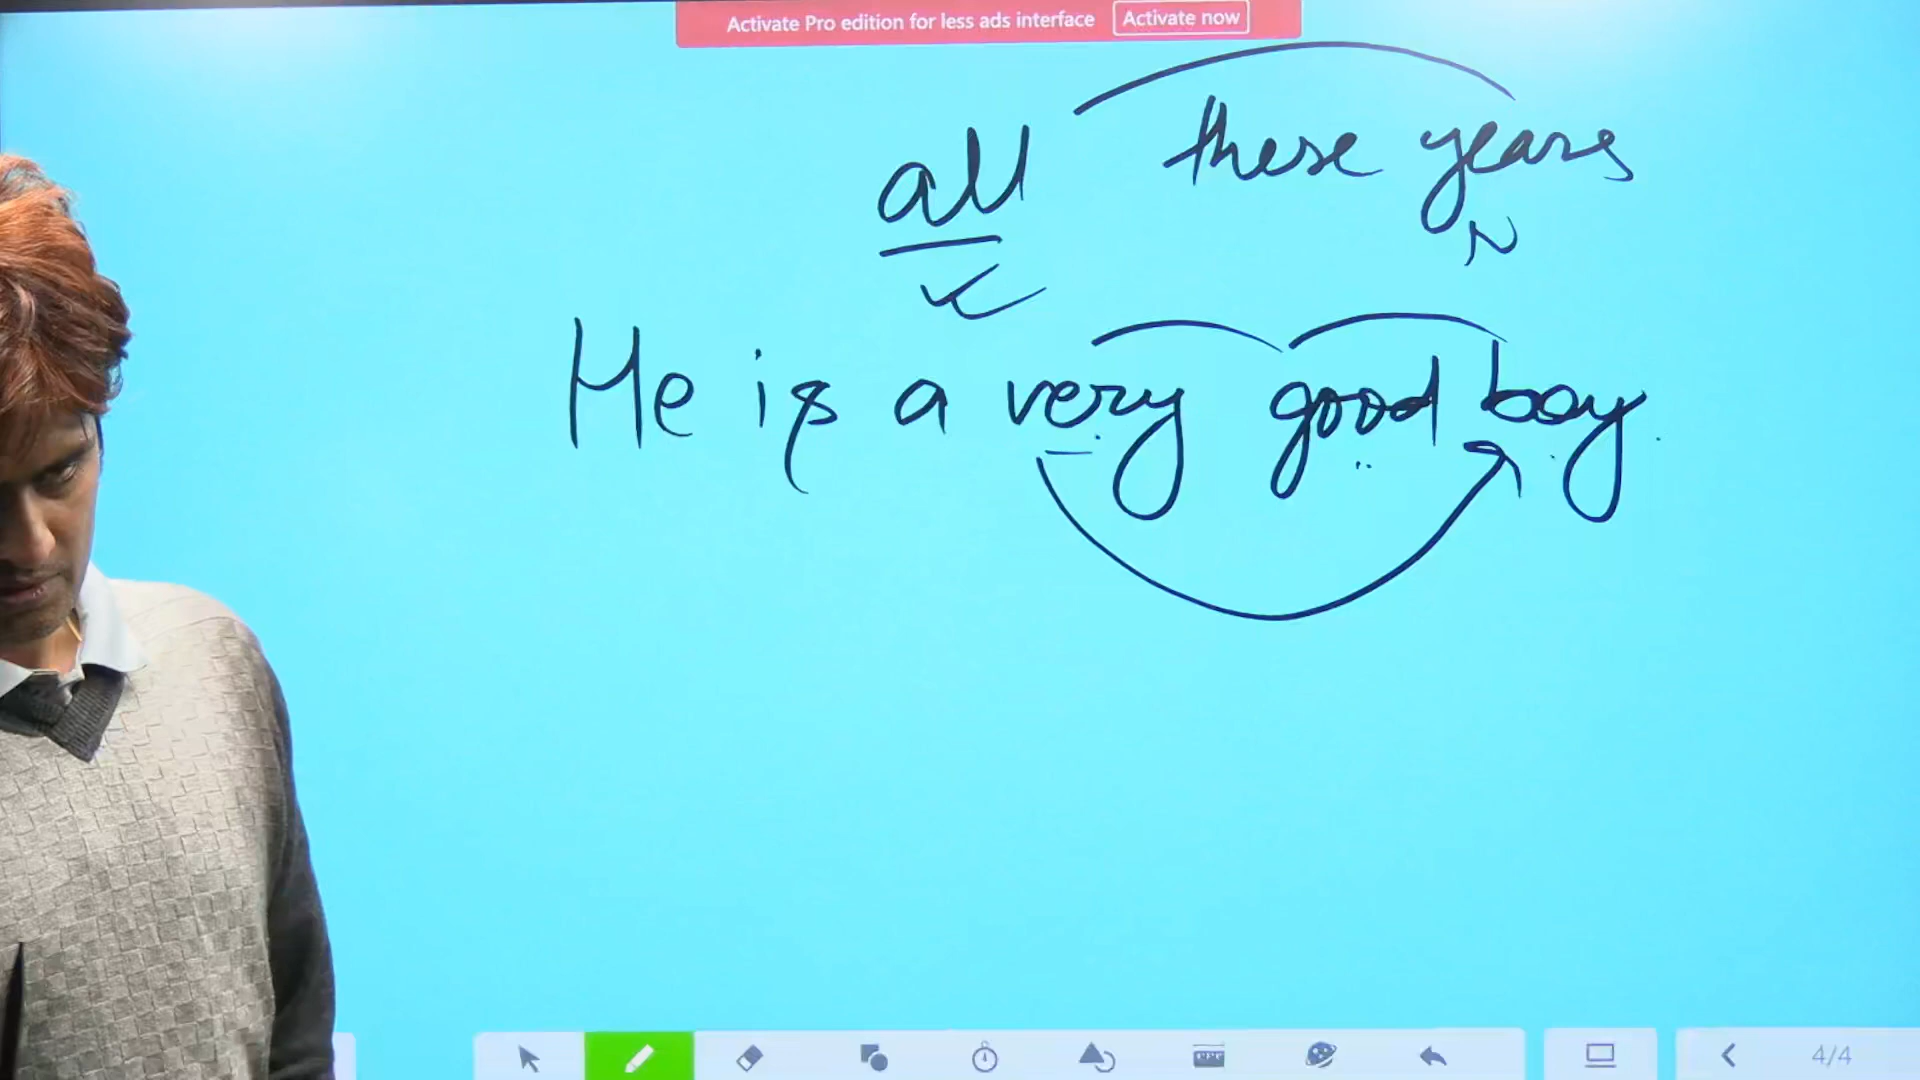 Activate Pro edition for less ads interface Activate now
all these years
N
He is a very good boy.
4/4